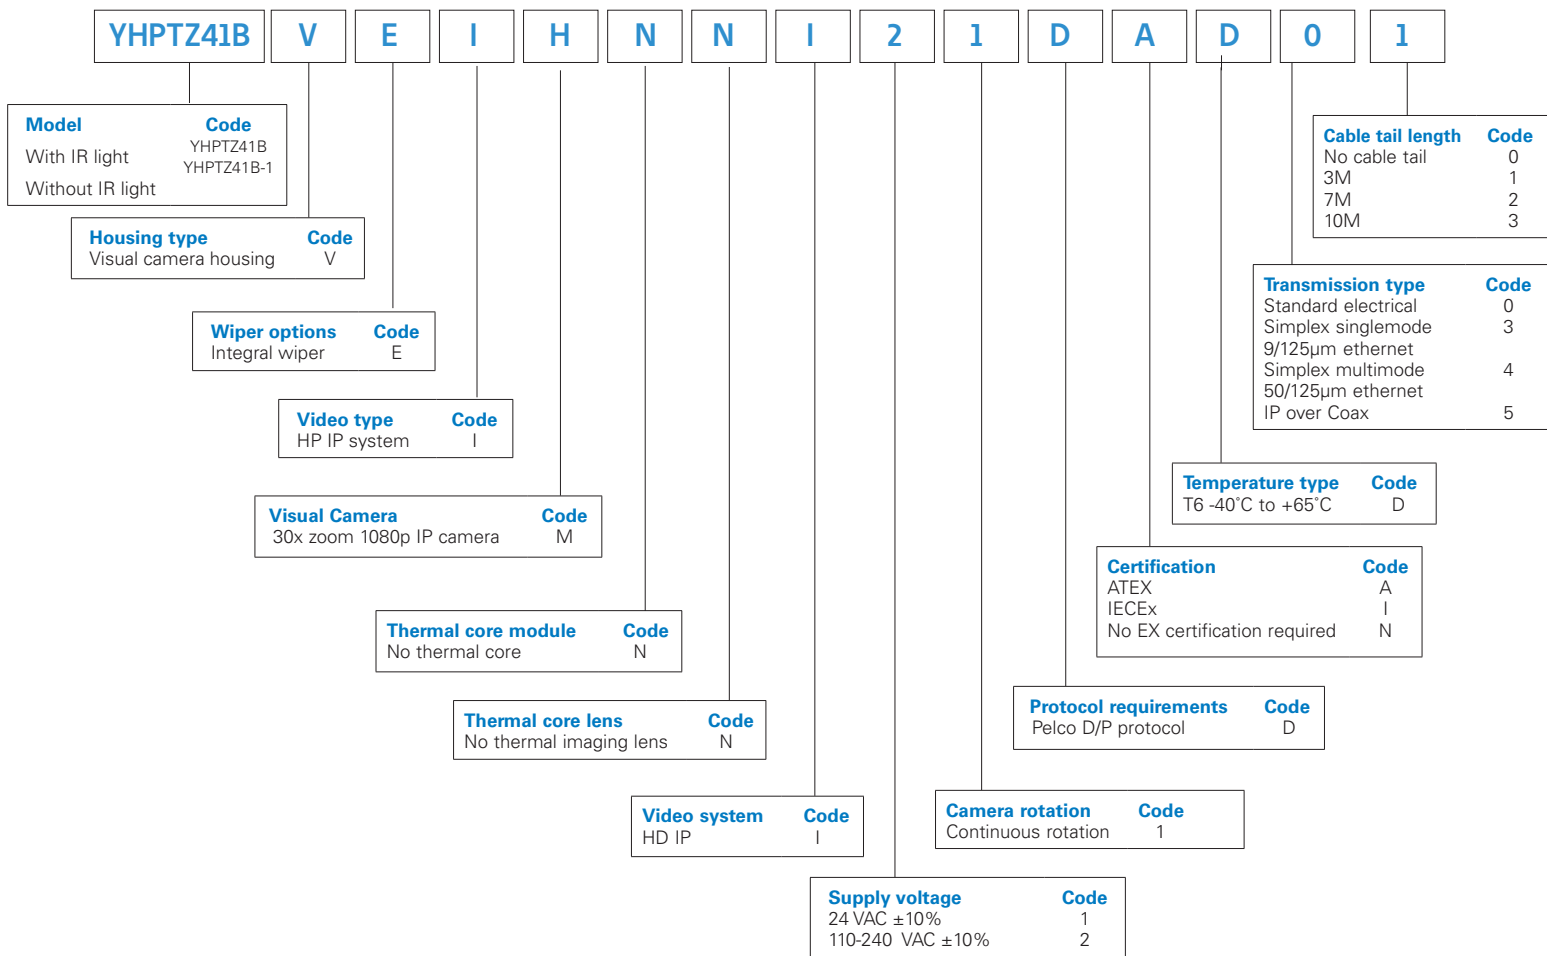 YHPTZ41B V E I H N N I 2 1 D A D 0 1
Model Code
With IR light YHPTZ41B
YHPTZ41B-1
Without IR light
Housing type Code
Visual camera housing V
Wiper options Code
Integral wiper E
Video type Code
HP IP system I
Visual Camera Code
30x zoom 1080p IP camera M
Thermal core module Code
No thermal core N
Thermal core lens Code
No thermal imaging lens N
Video system Code
HD IP I
Supply voltage Code
24 VAC ±10% 1
110-240 VAC ±10% 2
Camera rotation Code
Continuous rotation 1
Protocol requirements Code
Pelco D/P protocol D
Certification Code
ATEX A
IECEx I
No EX certification required N
Temperature type Code
T6 -40˚C to +65˚C D
Transmission type Code
Standard electrical 0
Simplex singlemode 3
9/125µm ethernet
Simplex multimode 4
50/125µm ethernet
IP over Coax 5
Cable tail length Code
No cable tail 0
3M 1
7M 2
10M 3